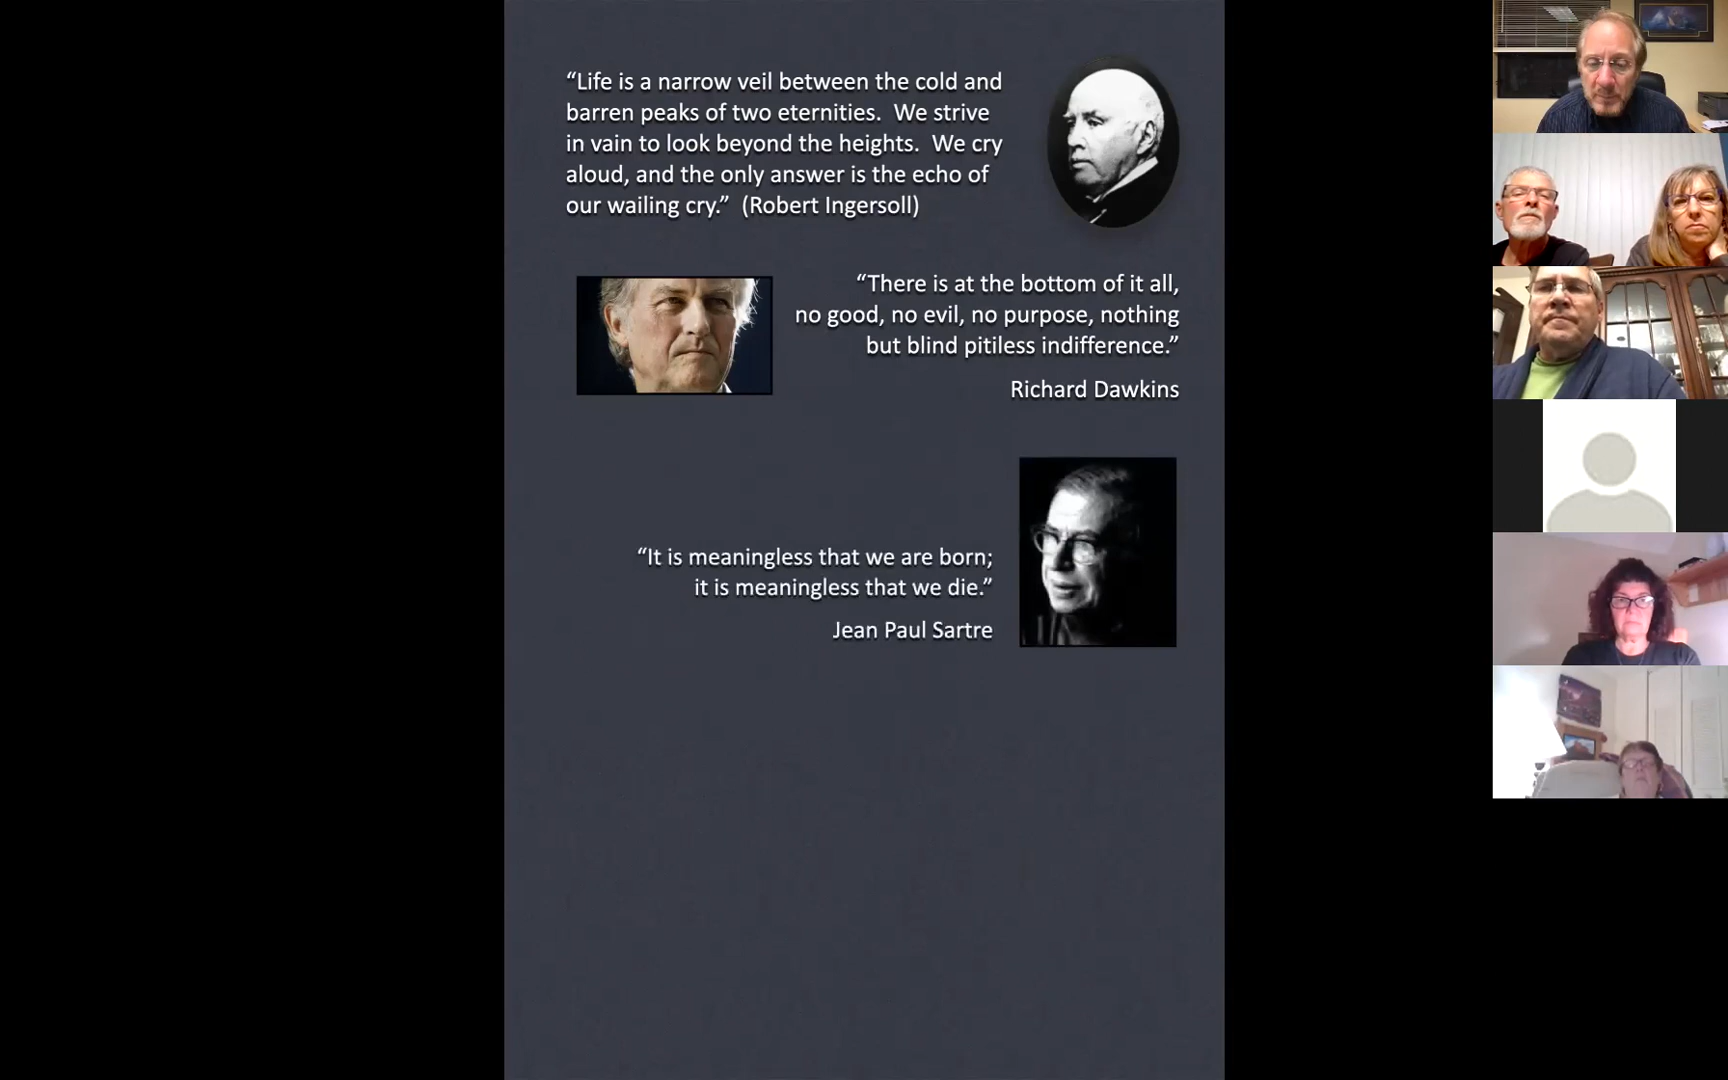 “Life is a narrow veil between the cold and
barren peaks of two eternities.  We strive
in vain to look beyond the heights.  We cry
aloud, and the only answer is the echo of
our wailing cry.”  (Robert Ingersoll)
“There is at the bottom of it all,
no good, no evil, no purpose, nothing
but blind pitiless indifference.”
Richard Dawkins
“It is meaningless that we are born;
it is meaningless that we die.”
Jean Paul Sartre